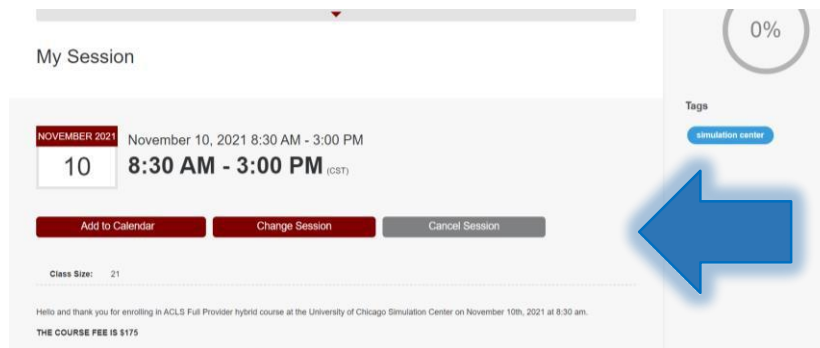 0%
My Session
Tags
simulation center
NOVEMBER 2021
10
November 10, 2021 8:30 AM - 3:00 PM
8:30 AM - 3:00 PM (CST)
Add to Calendar
Change Session
Cancel Session
Class Size: 21
Hello and thank you for enrolling in ACLS Full Provider hybrid course at the University of Chicago Simulation Center on November 10th, 2021 at 8:30 am.
THE COURSE FEE IS $175